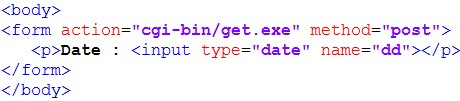 <body>
<form action="cgi-bin/get.exe" method="post">
<p>Date : <input type="date" name="dd"></p>
</form>
</body>